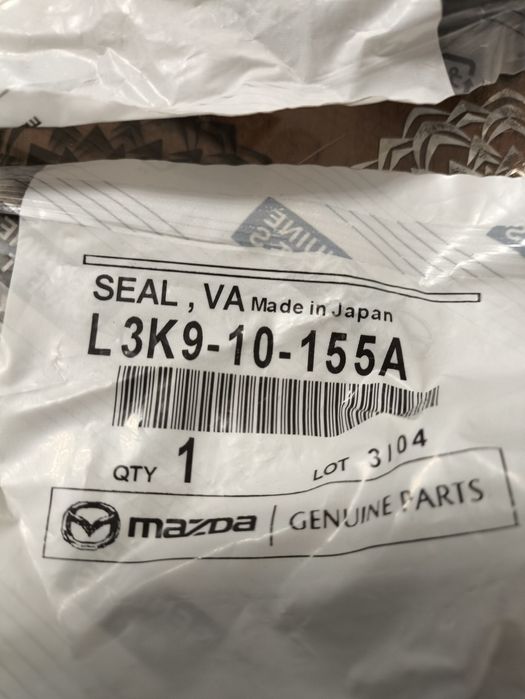 SEAL , VA Made in Japan
L3K9-10-155A
QTY 1 LOT 3104
mazda | GENUINE PARTS